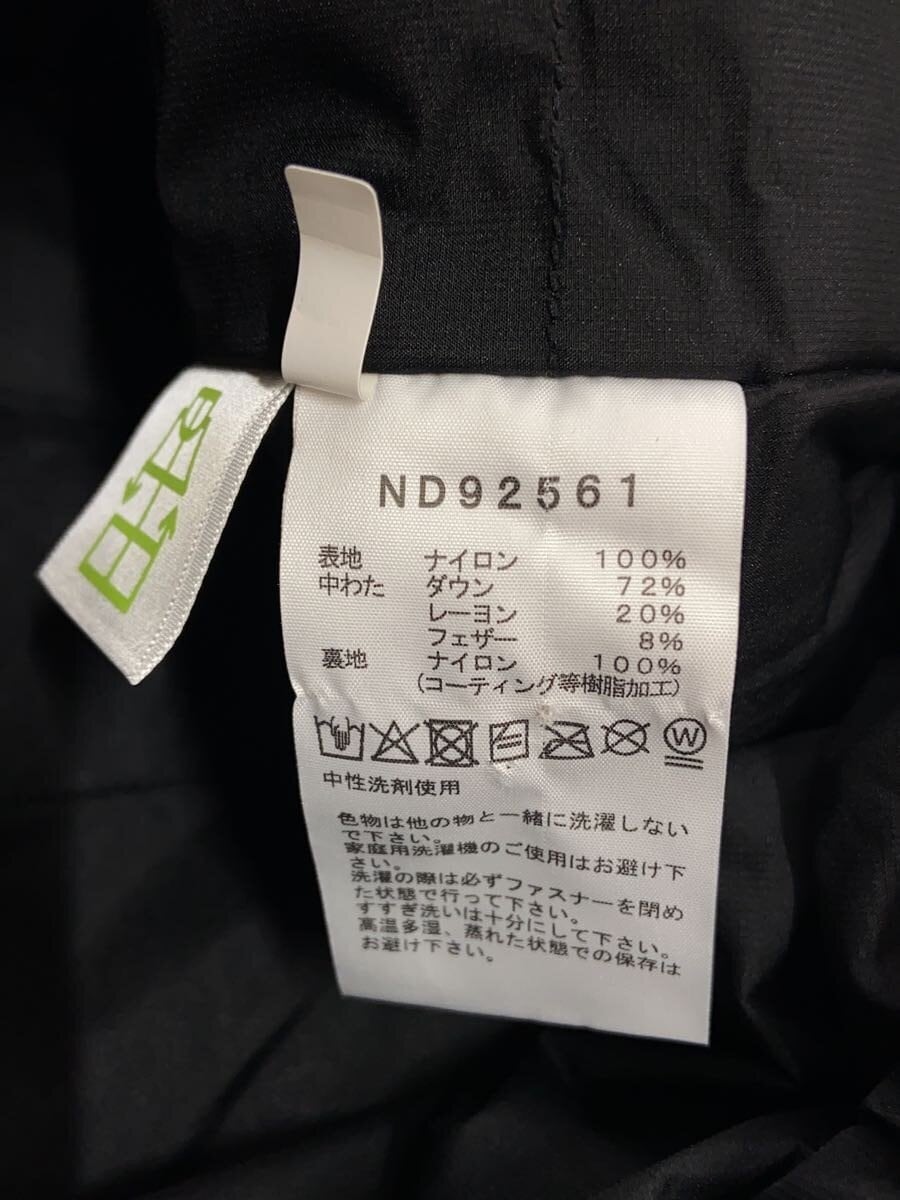 ND92561
表地 ナイロン 100%
中わた ダウン 72%
レーヨン 20%
フェザー 8%
裏地 ナイロン 100%
(コーティング等樹脂加工)
W
中性洗剤使用
色物は他の物と一緒に洗濯しない
で下さい。
家庭用洗濯機のご使用はお避け下
さい。
洗濯の際は必ずファスナーを閉め
た状態で行って下さい。
すすぎ洗いは十分にして下さい。
高温多湿、蒸れた状態での保存は
お避け下さい。